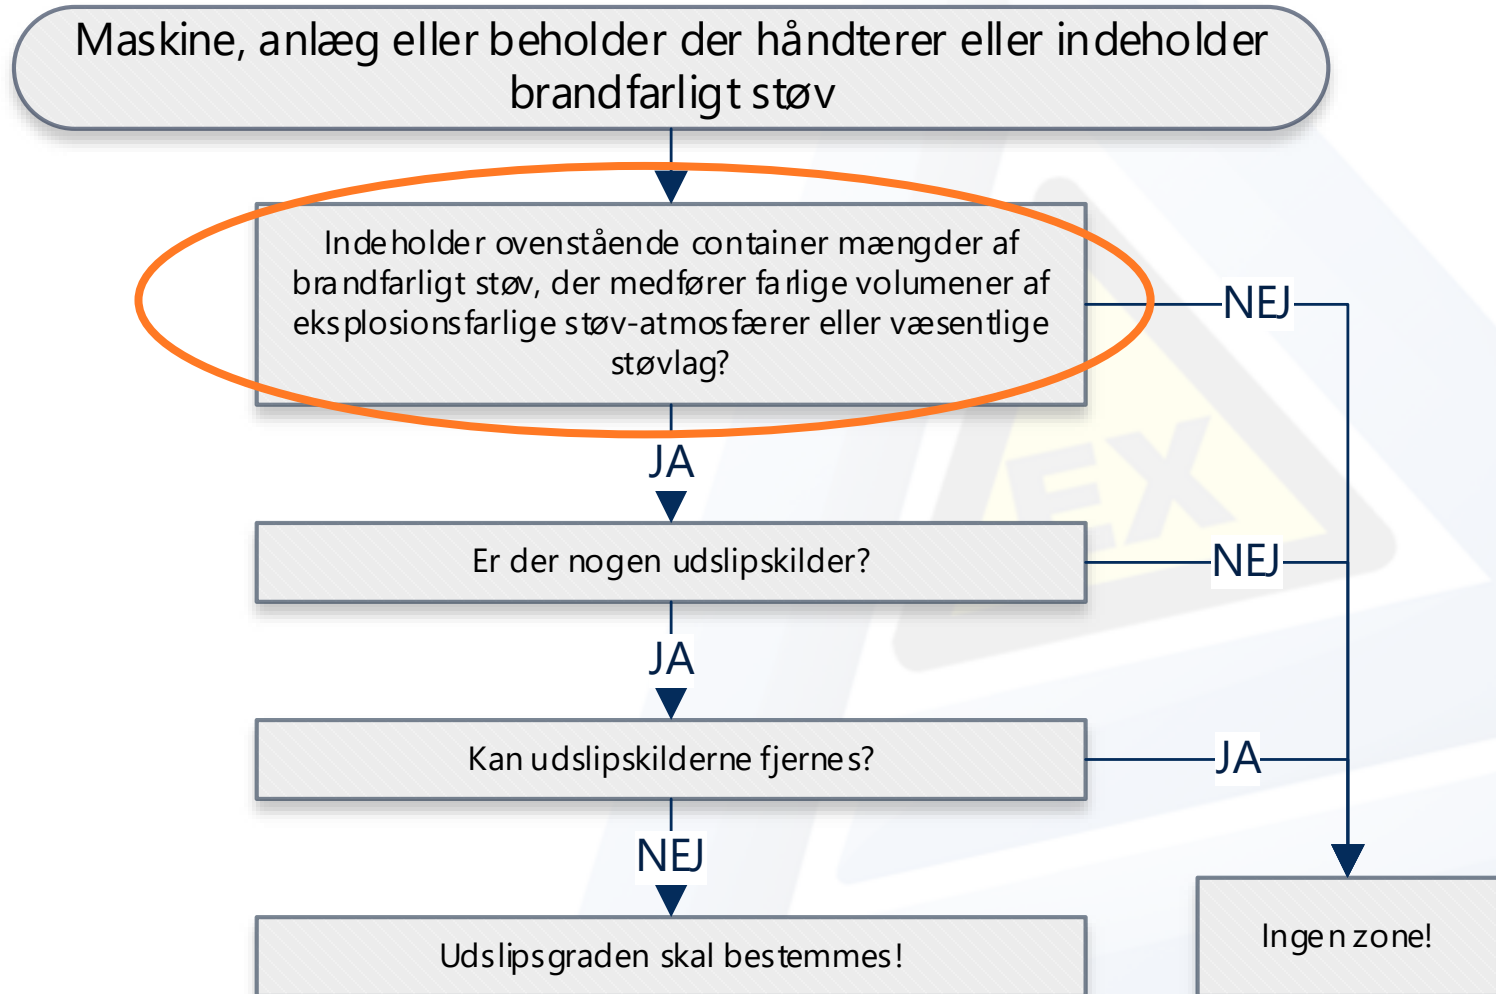 Maskine, anlæg eller beholder der håndterer eller indeholder
brandfarligt støv
Indeholder ovenstående container mængder af
brandfarligt støv, der medfører farlige volumener af
eksplosionsfarlige støv-atmosfærer eller væsentlige
støvlag?
NEJ
JA
Er der nogen udslipskilder?
NEJ
JA
Kan udslipskilderne fjernes?
JA
NEJ
Udslipsgraden skal bestemmes!
Ingen zone!
EX